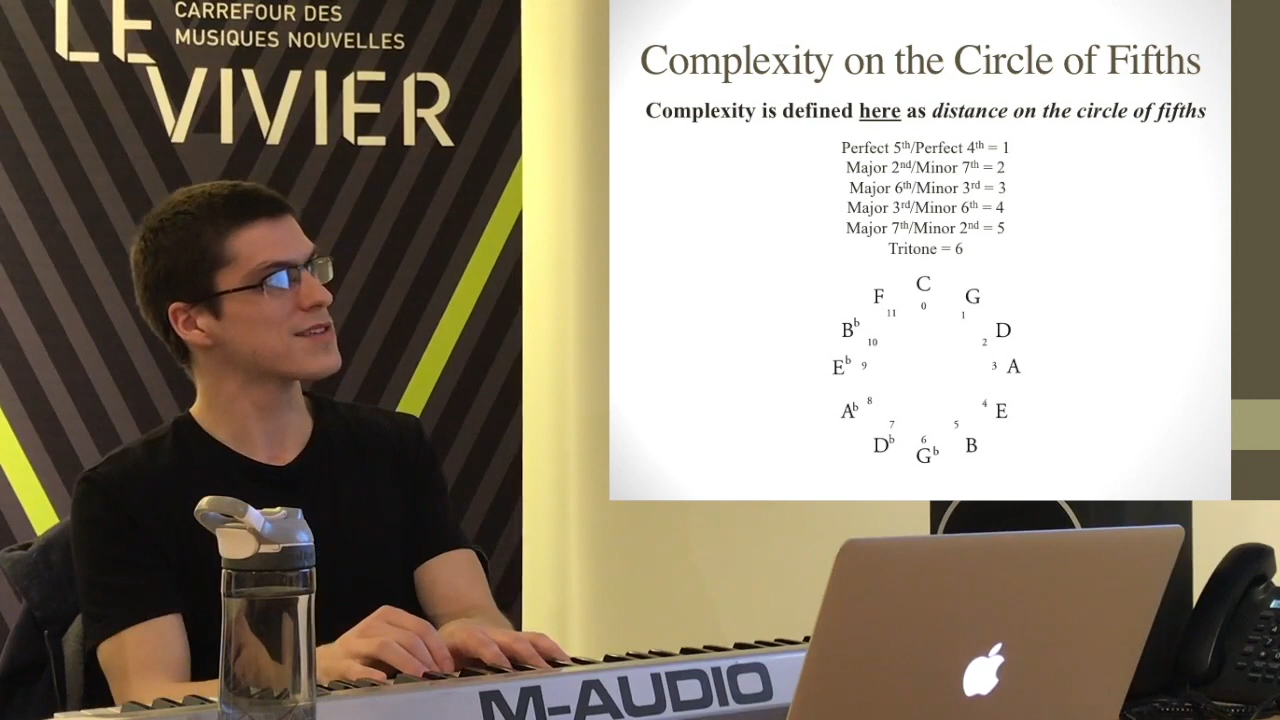 LE
CARREFOUR DES
MUSIQUES NOUVELLES
VIVIER
Complexity on the Circle of Fifths
Complexity is defined here as distance on the circle of fifths
Perfect 5th/Perfect 4th = 1
Major 2nd/Minor 7th = 2
Major 6th/Minor 3rd = 3
Major 3rd/Minor 6th = 4
Major 7th/Minor 2nd = 5
Tritone = 6
C
F G
11 0 1
Bb D
10 2
Eb 9 3 A
Ab 8 4 E
7 6 5
Db Gb B
M-AUDIO